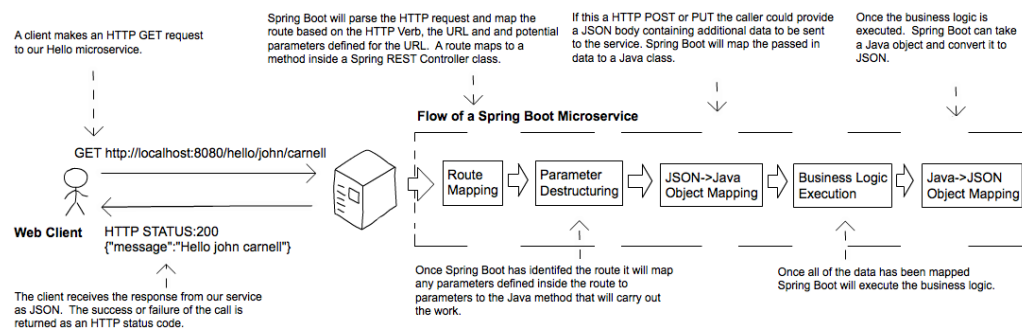 A client makes an HTTP GET request
to our Hello microservice.
Spring Boot will parse the HTTP request and map the
route based on the HTTP Verb, the URL and and potential
parameters defined for the URL.  A route maps to a
method inside a Spring REST Controller class.
If this a HTTP POST or PUT the caller could provide
a JSON body containing additional data to be sent
to the service. Spring Boot will map the passed in
data to a Java class.
Once the business logic is
executed.  Spring Boot can take
a Java object and convert it to
JSON.
Flow of a Spring Boot Microservice
GET http://localhost:8080/hello/john/carnell
Route
Mapping
Parameter
Destructuring
JSON->Java
Object Mapping
Business Logic
Execution
Java->JSON
Object Mapping
Web Client
HTTP STATUS:200
{"message":"Hello john carnell"}
Once Spring Boot has identifed the route it will map
any parameters defined inside the route to
parameters to the Java method that will carry out
the work.
Once all of the data has been mapped
Spring Boot will execute the business logic.
The client receives the response from our service
as JSON.  The success or failure of the call is
returned as an HTTP status code.